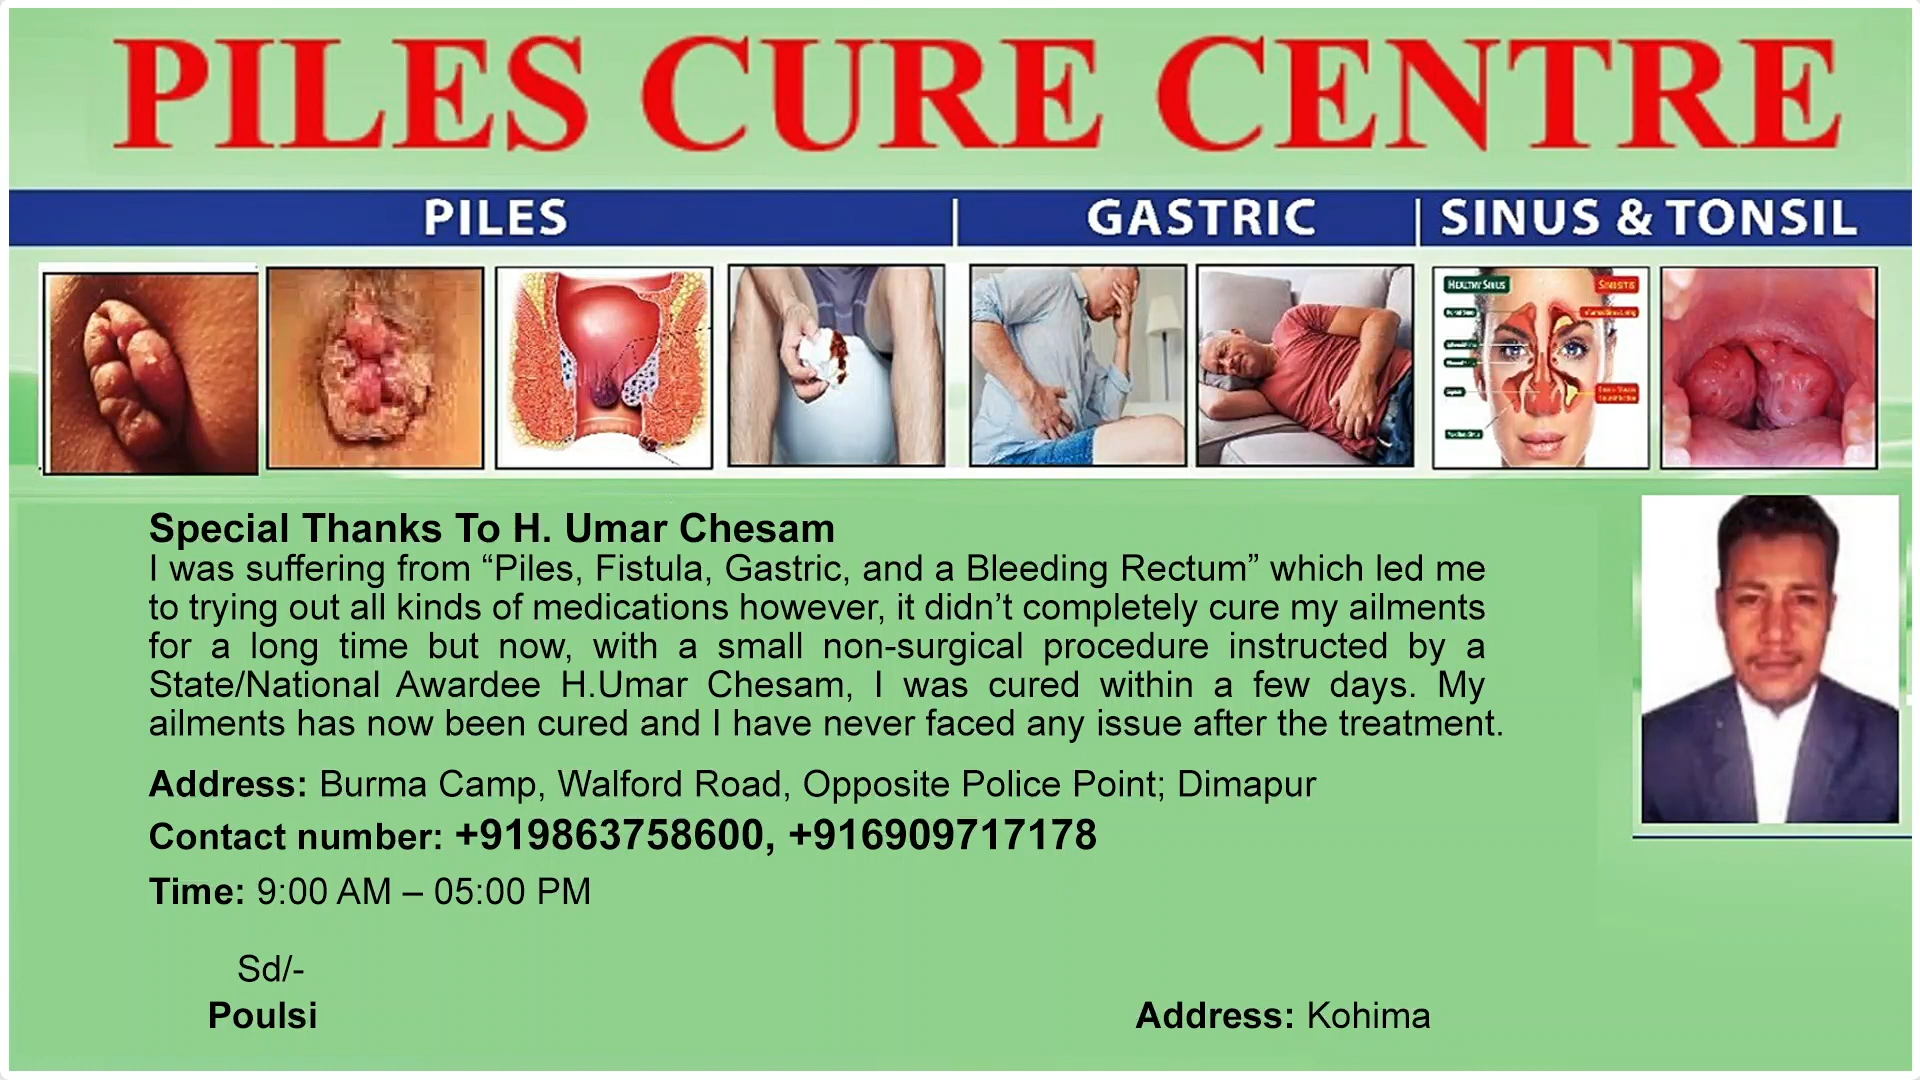 PILES CURE CENTRE
PILES | GASTRIC | SINUS & TONSIL
HEALTHY SINUS
SINUSITIS
Special Thanks To H. Umar Chesam
I was suffering from “Piles, Fistula, Gastric, and a Bleeding Rectum” which led me
to trying out all kinds of medications however, it didn’t completely cure my ailments
for a long time but now, with a small non-surgical procedure instructed by a
State/National Awardee H.Umar Chesam, I was cured within a few days. My
ailments has now been cured and I have never faced any issue after the treatment.
Address: Burma Camp, Walford Road, Opposite Police Point; Dimapur
Contact number: +919863758600, +916909717178
Time: 9:00 AM – 05:00 PM
Sd/-
Poulsi
Address: Kohima